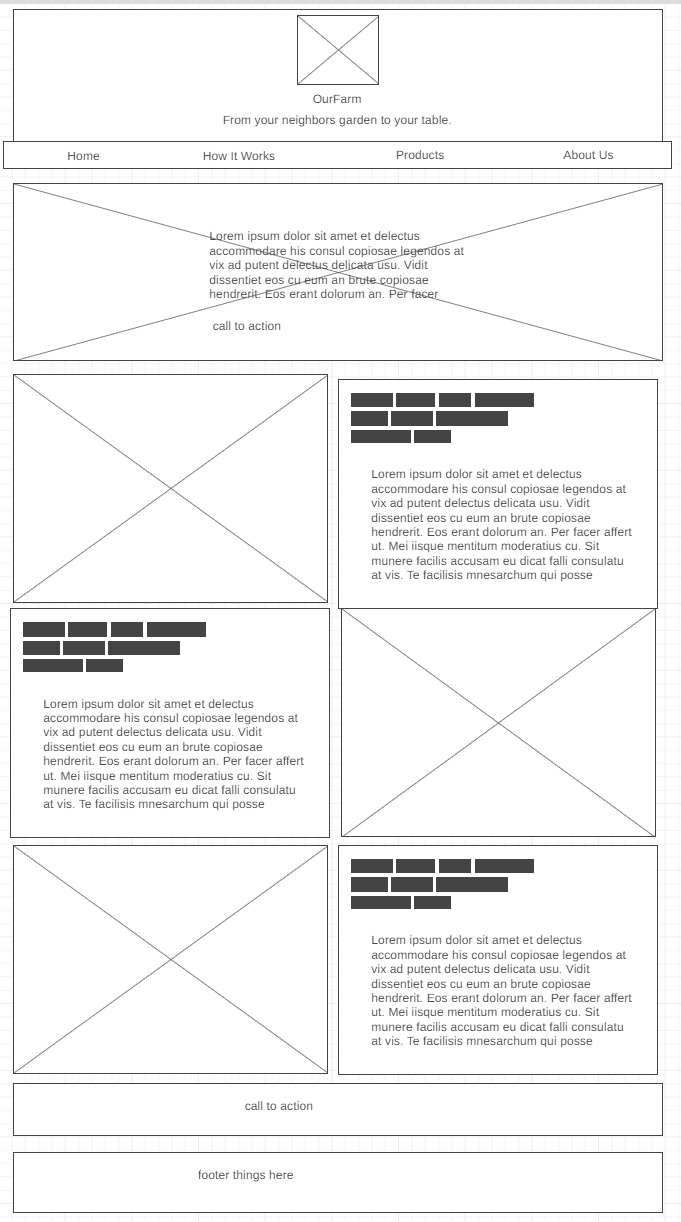 OurFarm
From your neighbors garden to your table.
Home How It Works Products About Us
Lorem ipsum dolor sit amet et delectus
accommodare his consul copiosae legendos at
vix ad putent delectus delicata usu. Vidit
dissentiet eos cu eum an brute copiosae
hendrerit. Eos erant dolorum an. Per facer
call to action
Lorem ipsum dolor sit amet et delectus
accommodare his consul copiosae legendos at
vix ad putent delectus delicata usu. Vidit
dissentiet eos cu eum an brute copiosae
hendrerit. Eos erant dolorum an. Per facer affert
ut. Mei iisque mentitum moderatius cu. Sit
munere facilis accusam eu dicat falli consulatu
at vis. Te facilisis mnesarchum qui posse
Lorem ipsum dolor sit amet et delectus
accommodare his consul copiosae legendos at
vix ad putent delectus delicata usu. Vidit
dissentiet eos cu eum an brute copiosae
hendrerit. Eos erant dolorum an. Per facer affert
ut. Mei iisque mentitum moderatius cu. Sit
munere facilis accusam eu dicat falli consulatu
at vis. Te facilisis mnesarchum qui posse
Lorem ipsum dolor sit amet et delectus
accommodare his consul copiosae legendos at
vix ad putent delectus delicata usu. Vidit
dissentiet eos cu eum an brute copiosae
hendrerit. Eos erant dolorum an. Per facer affert
ut. Mei iisque mentitum moderatius cu. Sit
munere facilis accusam eu dicat falli consulatu
at vis. Te facilisis mnesarchum qui posse
call to action
footer things here